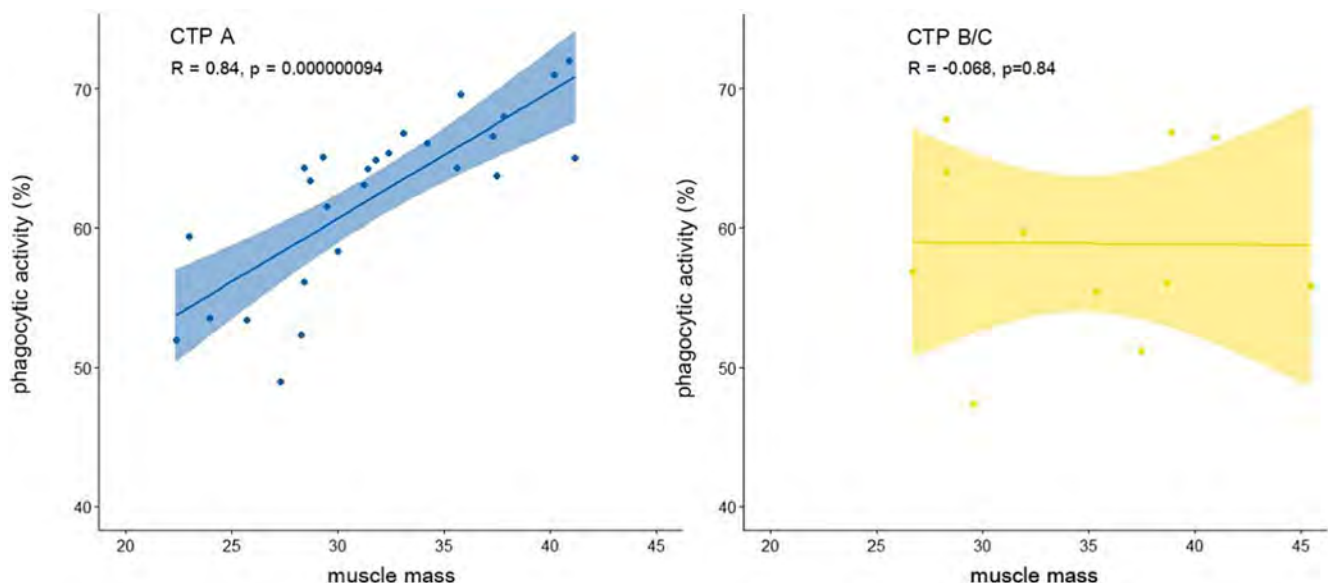 CTP A
R = 0.84, p = 0.000000094
phagocytic activity (%)
70
60
50
40
20
25
30
35
40
45
muscle mass
CTP B/C
R = -0.068, p=0.84
phagocytic activity (%)
70
60
50
40
20
25
30
35
40
45
muscle mass